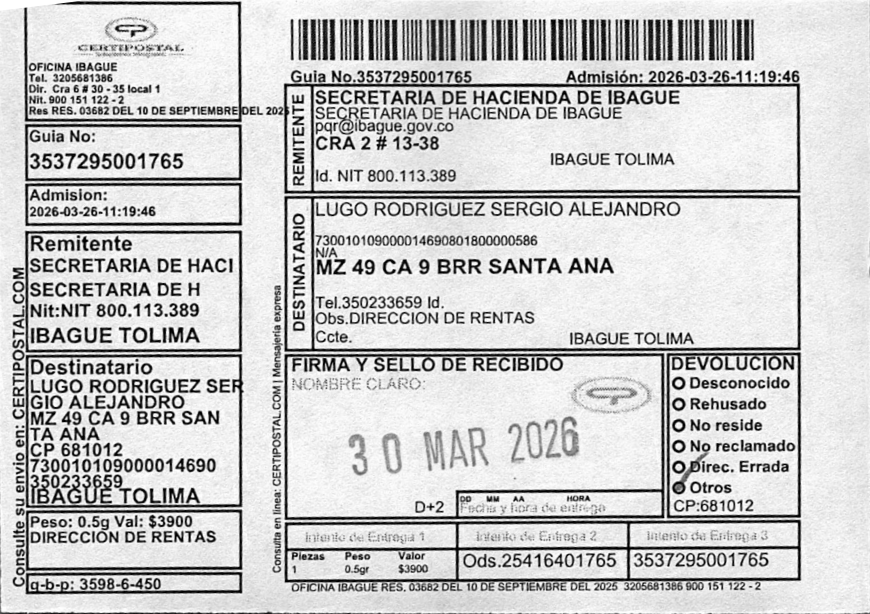 CERTIPOSTAL
OFICINA IBAGUE
Tel. 3205681386
Dir. Cra 6 # 30 - 35 local 1
Nit. 900 151 122 - 2
Res RES. 03682 DEL 10 DE SEPTIEMBRE DEL 2025
Guia No:
3537295001765
Admision:
2026-03-26-11:19:46
Remitente
SECRETARIA DE HACI
SECRETARIA DE H
Nit:NIT 800.113.389
IBAGUE TOLIMA
Destinatario
LUGO RODRIGUEZ SER
GIO ALEJANDRO
MZ 49 CA 9 BRR SAN
TA ANA
CP 681012
730010109000014690
350233659
IBAGUE TOLIMA
Peso: 0.5g Val: $3900
DIRECCIÓN DE RENTAS
q-b-p: 3598-6-450
Consulte su envio en: CERTIPOSTAL.COM
Guia No.3537295001765
Admisión: 2026-03-26-11:19:46
REMITENTE
SECRETARIA DE HACIENDA DE IBAGUE
SECRETARIA DE HACIENDA DE IBAGUE
pqr@ibague.gov.co
CRA 2 # 13-38
IBAGUE TOLIMA
Id. NIT 800.113.389
DESTINATARIO
LUGO RODRIGUEZ SERGIO ALEJANDRO
730010109000014690801800000586
N/A
MZ 49 CA 9 BRR SANTA ANA
Tel.350233659 Id.
Obs.DIRECCION DE RENTAS
Ccte.
IBAGUE TOLIMA
Consulta en línea: CERTIPOSTAL.COM | Mensajería expresa
FIRMA Y SELLO DE RECIBIDO
NOMBRE CLARO:
30 MAR 2026
D+2
DD MM AA HORA
Fecha y hora de entrega
DEVOLUCIÓN
Desconocido
Rehusado
No reside
No reclamado
Direc. Errada
Otros
CP:681012
Intento de Entrega 1
Intento de Entrega 2
Intento de Entrega 3
Piezas Peso Valor
1 0.5gr $3900
Ods.25416401765
3537295001765
OFICINA IBAGUE RES. 03682 DEL 10 DE SEPTIEMBRE DEL 2025 3205681386 900 151 122 - 2